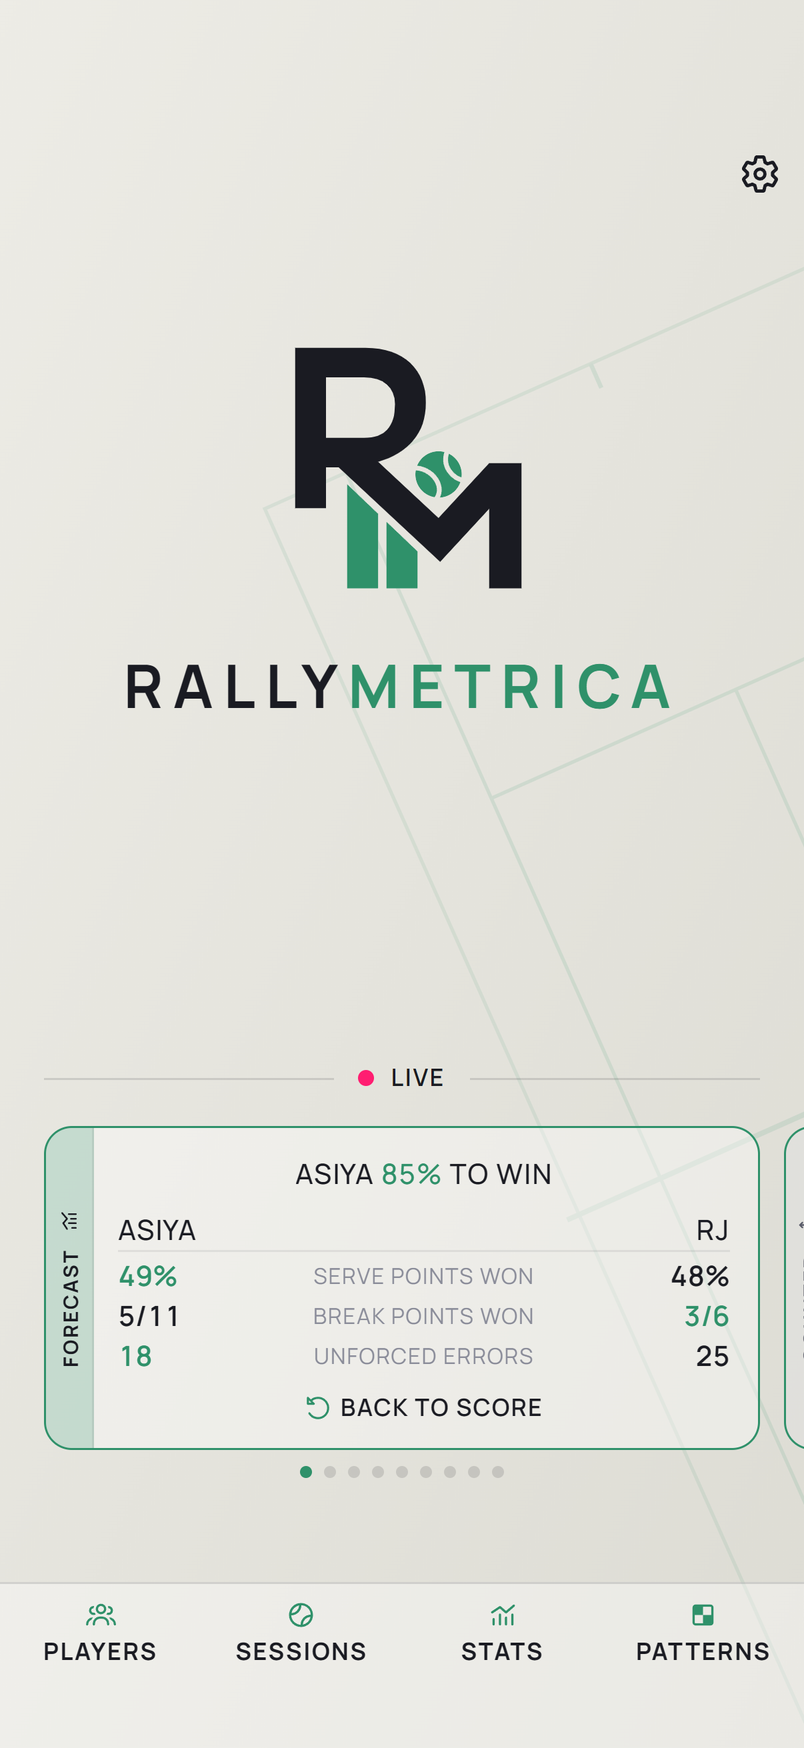 RM
RALLYMETRICA
LIVE
FORECAST
ASIYA 85% TO WIN
ASIYA RJ
49% SERVE POINTS WON 48%
5/11 BREAK POINTS WON 3/6
18 UNFORCED ERRORS 25
BACK TO SCORE
PLAYERS SESSIONS STATS PATTERNS